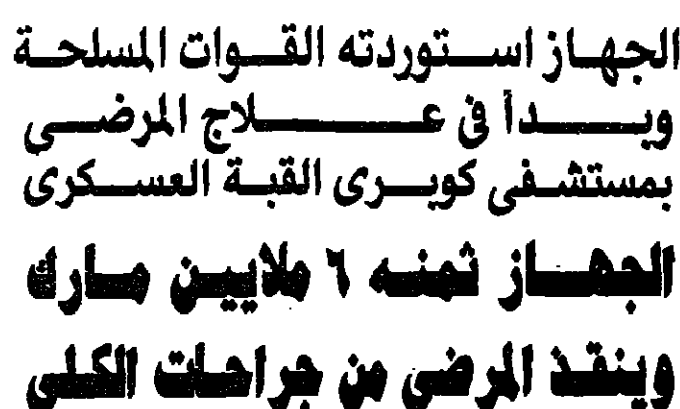 الجهاز استوردته القوات المسلحة
ويبدأ فى علاج المرضى
بمستشفى كوبرى القبة العسكرى
الجهاز ثمنه ٦ ملايين مارك
وينقذ المرضى من جراحات الكلى